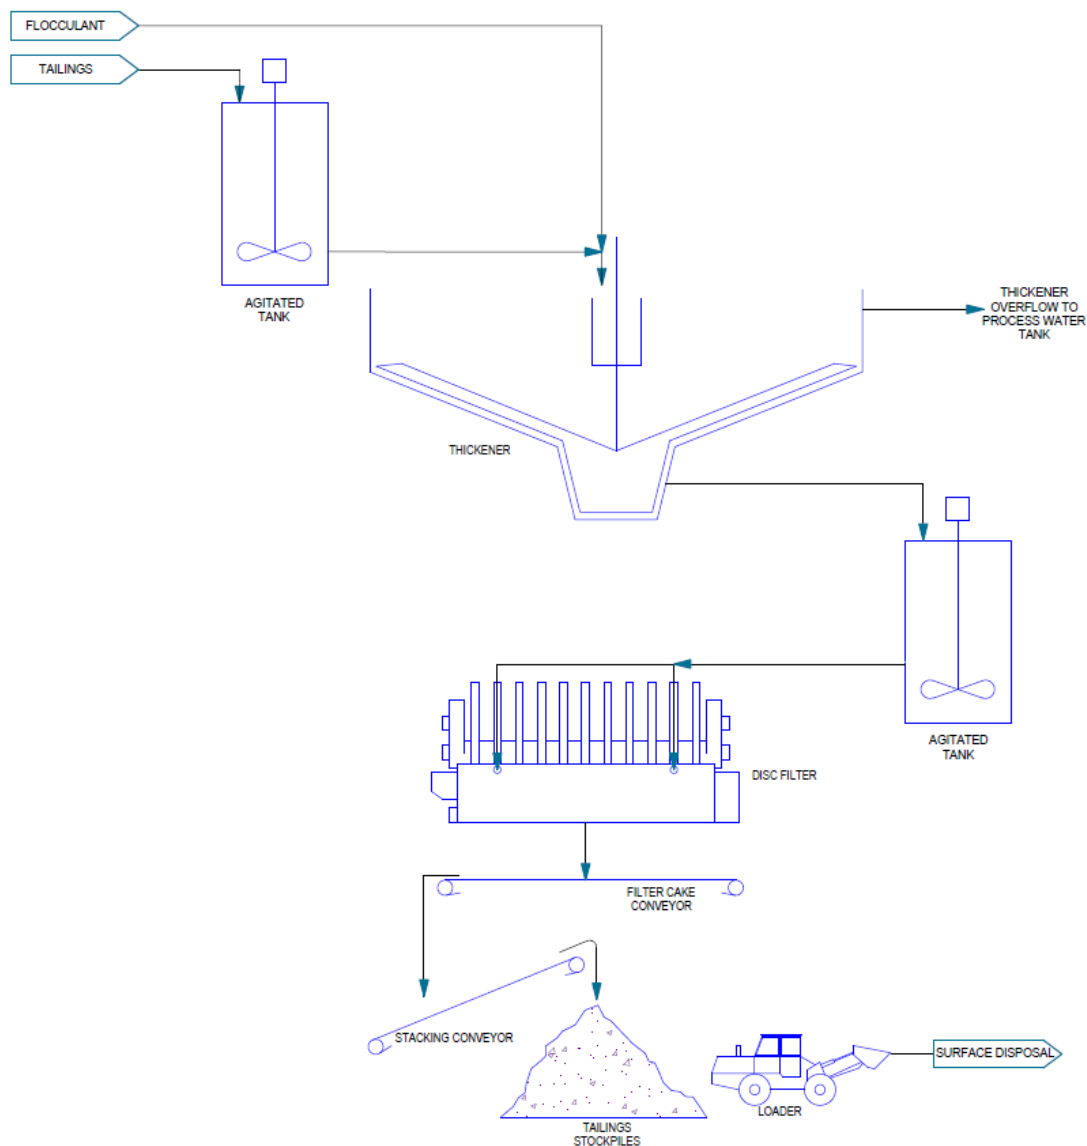 FLOCCULANT
TAILINGS
AGITATED
TANK
THICKENER
OVERFLOW TO
PROCESS WATER
TANK
THICKENER
AGITATED
TANK
DISC FILTER
FILTER CAKE
CONVEYOR
STACKING CONVEYOR
SURFACE DISPOSAL
LOADER
TAILINGS
STOCKPILES